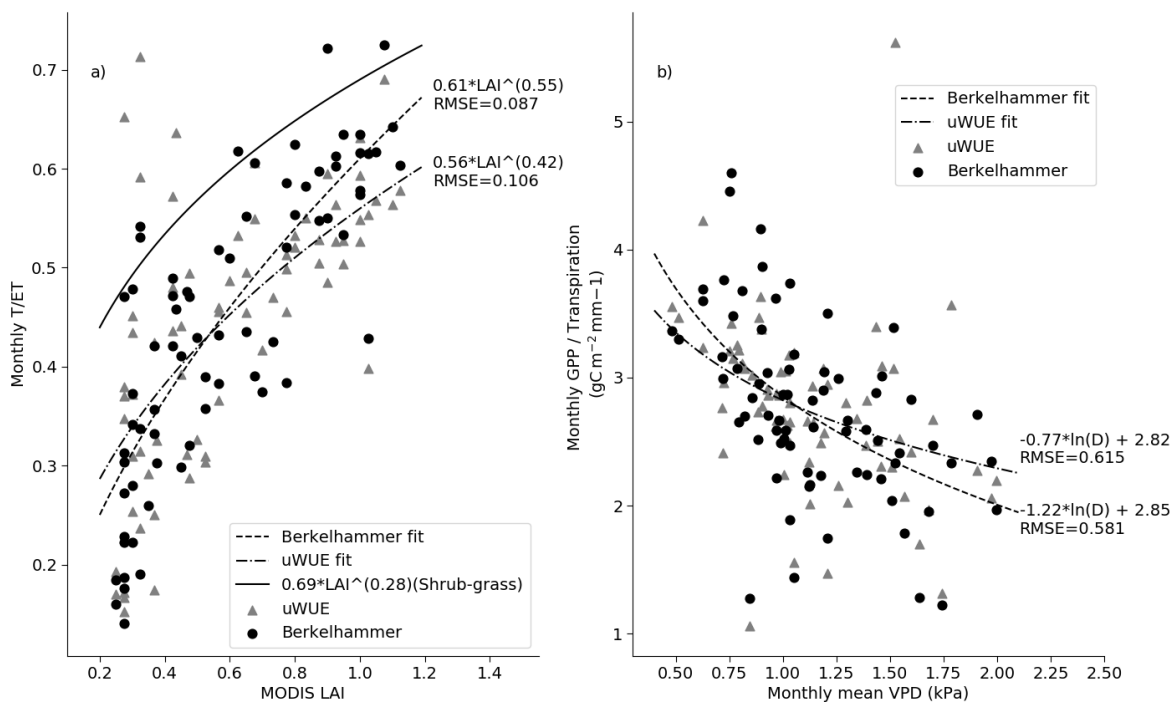 a)
0.7
0.6
0.5
0.4
0.3
0.2
Monthly T/ET
0.61*LAI^(0.55)
RMSE=0.087
0.56*LAI^(0.42)
RMSE=0.106
Berkelhammer fit
uWUE fit
0.69*LAI^(0.28)(Shrub-grass)
uWUE
Berkelhammer
0.2 0.4 0.6 0.8 1.0 1.2 1.4
MODIS LAI
b)
5
4
3
2
1
Monthly GPP / Transpiration
(gC m−2 mm−1)
Berkelhammer fit
uWUE fit
uWUE
Berkelhammer
-0.77*ln(D) + 2.82
RMSE=0.615
-1.22*ln(D) + 2.85
RMSE=0.581
0.50 0.75 1.00 1.25 1.50 1.75 2.00 2.25 2.50
Monthly mean VPD (kPa)